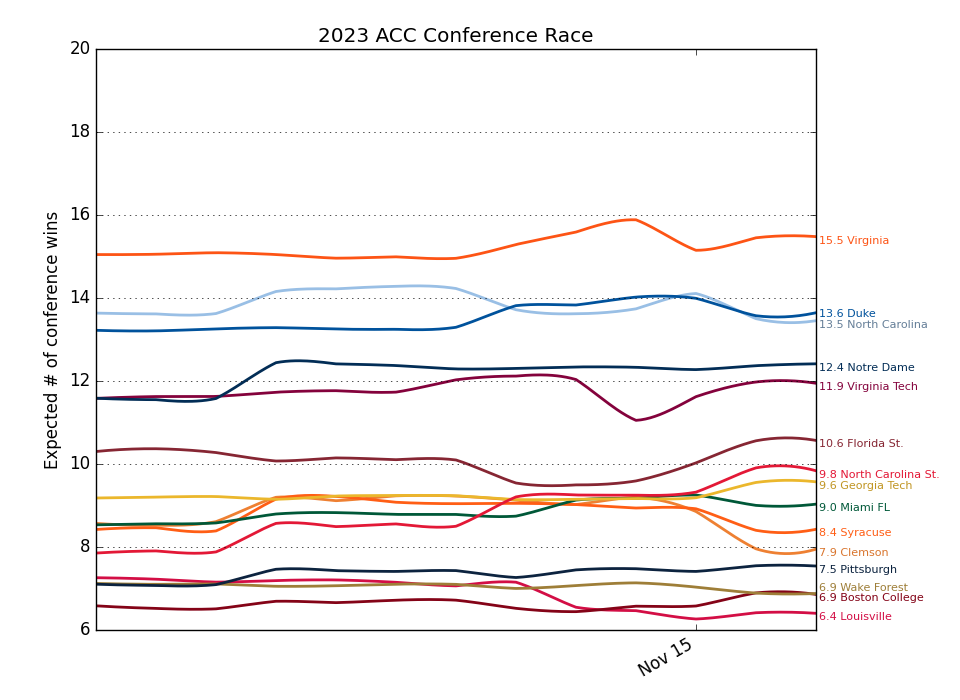 2023 ACC Conference Race
Expected # of conference wins
20
18
16
14
12
10
8
6
15.5 Virginia
13.6 Duke
13.5 North Carolina
12.4 Notre Dame
11.9 Virginia Tech
10.6 Florida St.
9.8 North Carolina St.
9.6 Georgia Tech
9.0 Miami FL
8.4 Syracuse
7.9 Clemson
7.5 Pittsburgh
6.9 Wake Forest
6.9 Boston College
6.4 Louisville
Nov 15